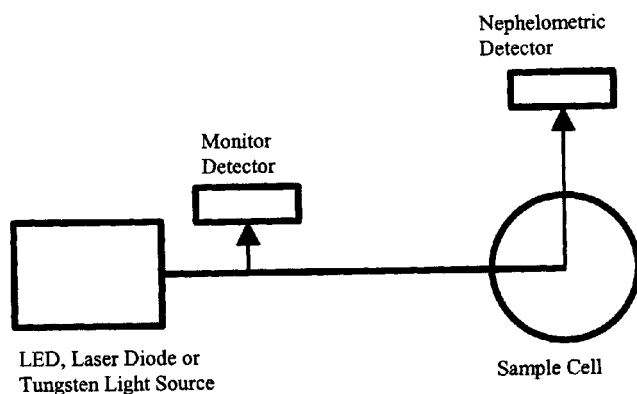 Nephelometric
Detector
Monitor
Detector
LED, Laser Diode or
Tungsten Light Source
Sample Cell